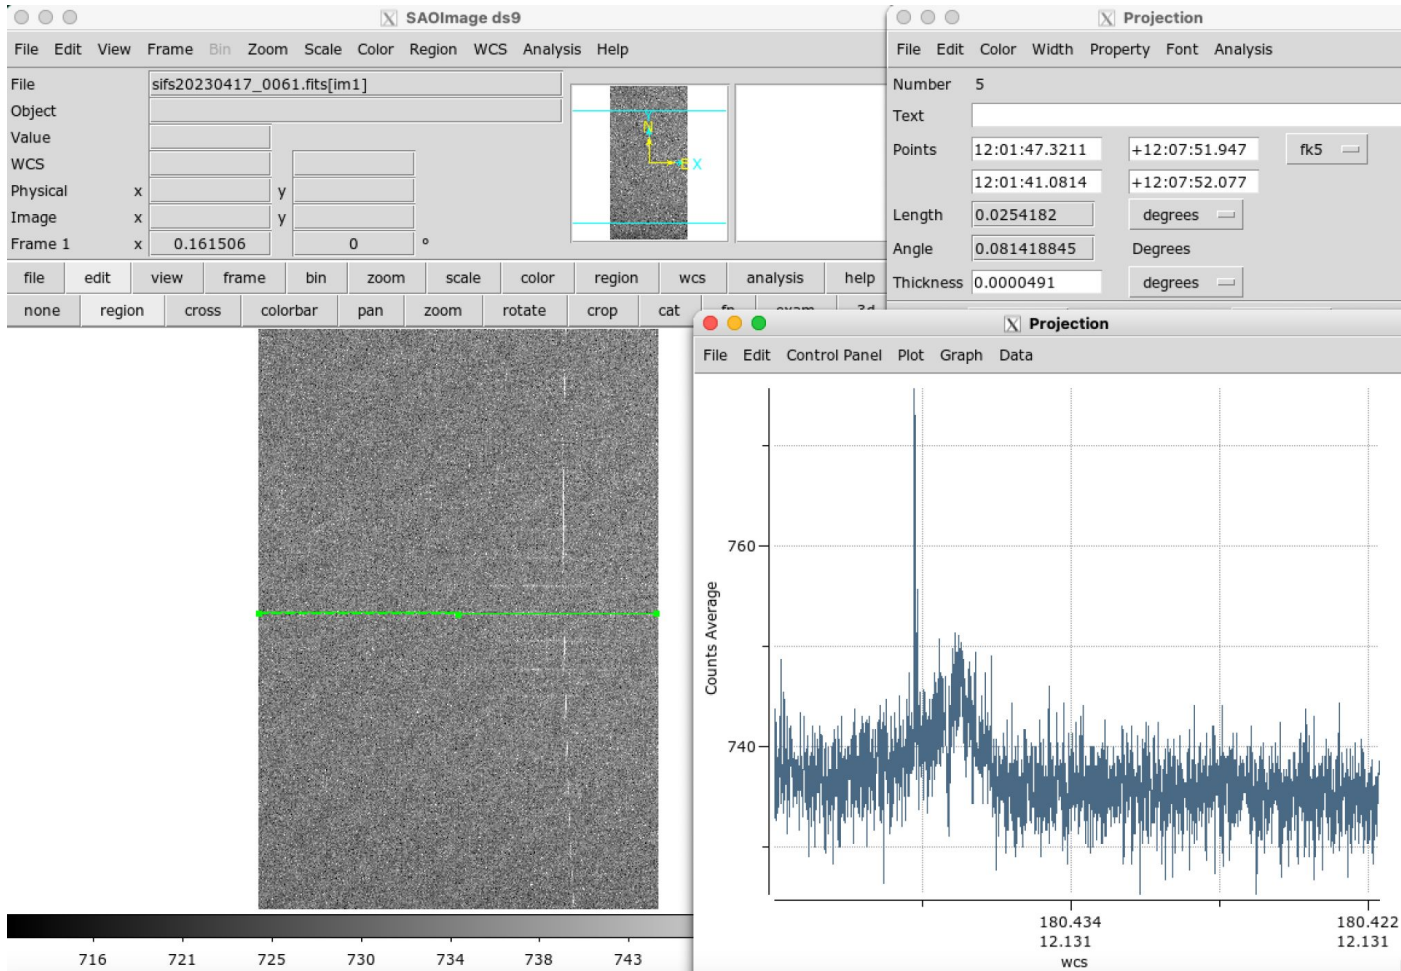 SAOImage ds9
File Edit View Frame Bin Zoom Scale Color Region WCS Analysis Help
File sifs20230417_0061.fits[im1]
Object
Value
WCS
Physical x y
Image x y
Frame 1 x 0.161506 0 °
N
E X
file edit view frame bin zoom scale color region wcs analysis help
none region cross colorbar pan zoom rotate crop cat
716 721 725 730 734 738 743
Projection
File Edit Color Width Property Font Analysis
Number 5
Text
Points 12:01:47.3211 +12:07:51.947 fk5
12:01:41.0814 +12:07:52.077
Length 0.0254182 degrees
Angle 0.081418845 Degrees
Thickness 0.0000491 degrees
Projection
File Edit Control Panel Plot Graph Data
Counts Average
760
740
180.434 180.422
12.131 12.131
wcs